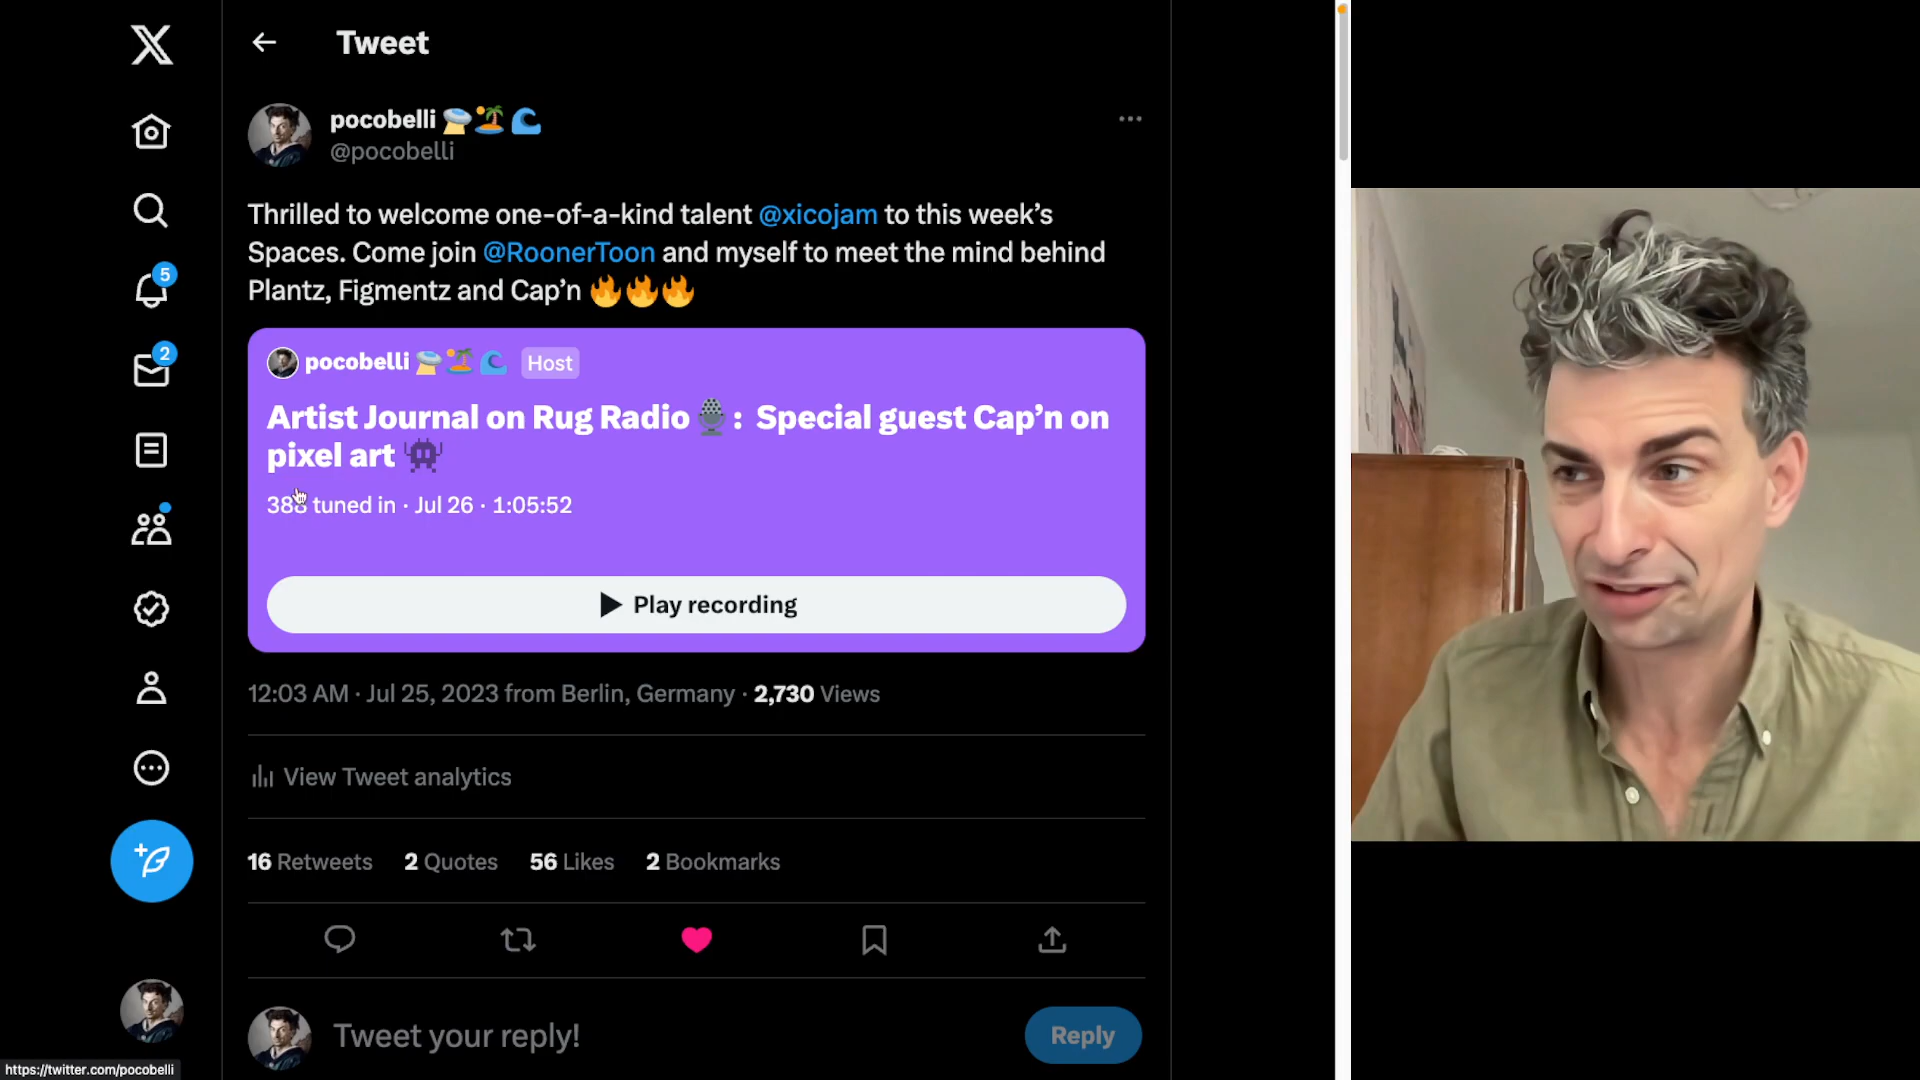 Tweet
pocobelli
@pocobelli
Thrilled to welcome one-of-a-kind talent @xicojam to this week's
Spaces. Come join @RoonerToon and myself to meet the mind behind
Plantz, Figmentz and Cap'n 🔥🔥🔥
pocobelli Host
Artist Journal on Rug Radio 🎙️: Special guest Cap'n on
pixel art 👾
388 tuned in · Jul 26 · 1:05:52
Play recording
12:03 AM · Jul 25, 2023 from Berlin, Germany · 2,730 Views
View Tweet analytics
16 Retweets 2 Quotes 56 Likes 2 Bookmarks
Tweet your reply!
Reply
5
2
https://twitter.com/pocobelli